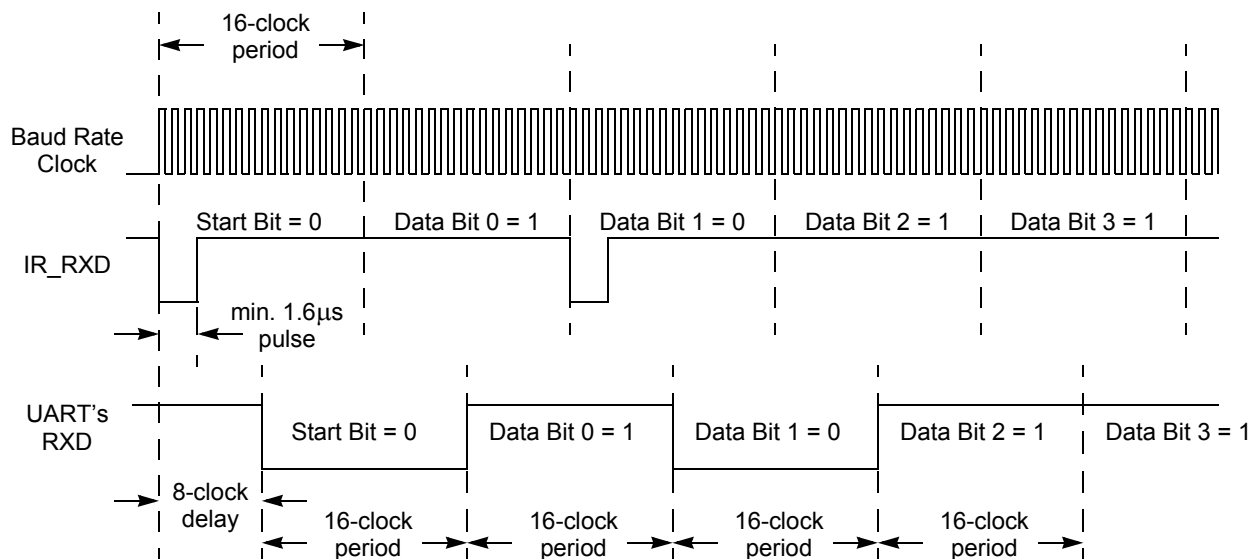 16-clock
period
Baud Rate
Clock
Start Bit = 0
Data Bit 0 = 1
Data Bit 1 = 0
Data Bit 2 = 1
Data Bit 3 = 1
IR_RXD
min. 1.6μs
pulse
UART's
RXD
Start Bit = 0
Data Bit 0 = 1
Data Bit 1 = 0
Data Bit 2 = 1
Data Bit 3 = 1
8-clock
delay
16-clock
period
16-clock
period
16-clock
period
16-clock
period